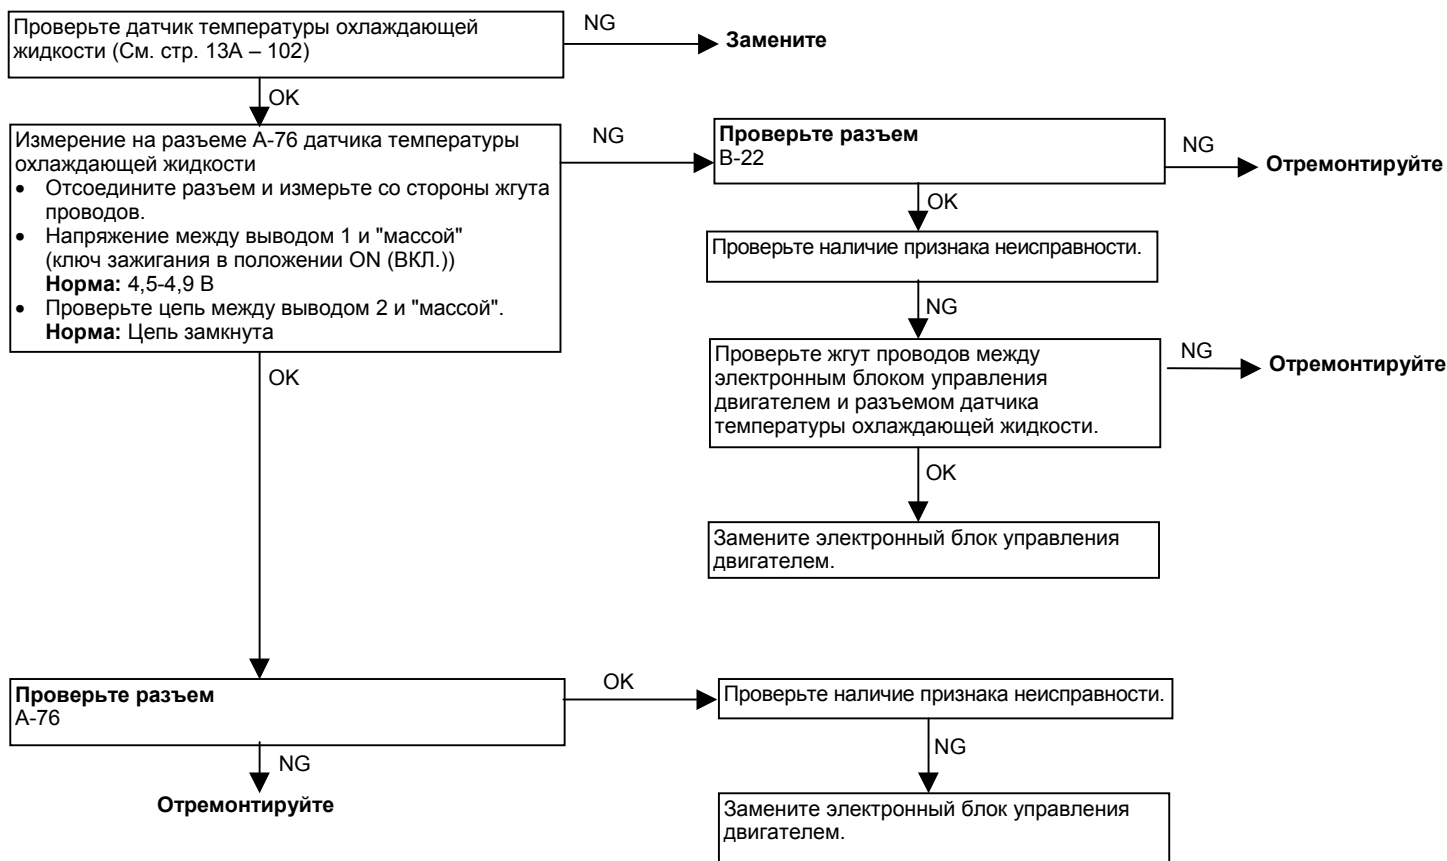 Проверьте датчик температуры охлаждающей
жидкости (См. стр. 13А – 102)
NG
Замените
OK
Измерение на разъеме А-76 датчика температуры
охлаждающей жидкости
• Отсоедините разъем и измерьте со стороны жгута
проводов.
• Напряжение между выводом 1 и "массой"
(ключ зажигания в положении ON (ВКЛ.))
Норма: 4,5-4,9 В
• Проверьте цепь между выводом 2 и "массой".
Норма: Цепь замкнута
NG
Проверьте разъем
В-22
NG
Отремонтируйте
OK
Проверьте наличие признака неисправности.
NG
Проверьте жгут проводов между
электронным блоком управления
двигателем и разъемом датчика
температуры охлаждающей жидкости.
NG
Отремонтируйте
OK
Замените электронный блок управления
двигателем.
OK
Проверьте разъем
А-76
OK
Проверьте наличие признака неисправности.
NG
Отремонтируйте
NG
Замените электронный блок управления
двигателем.